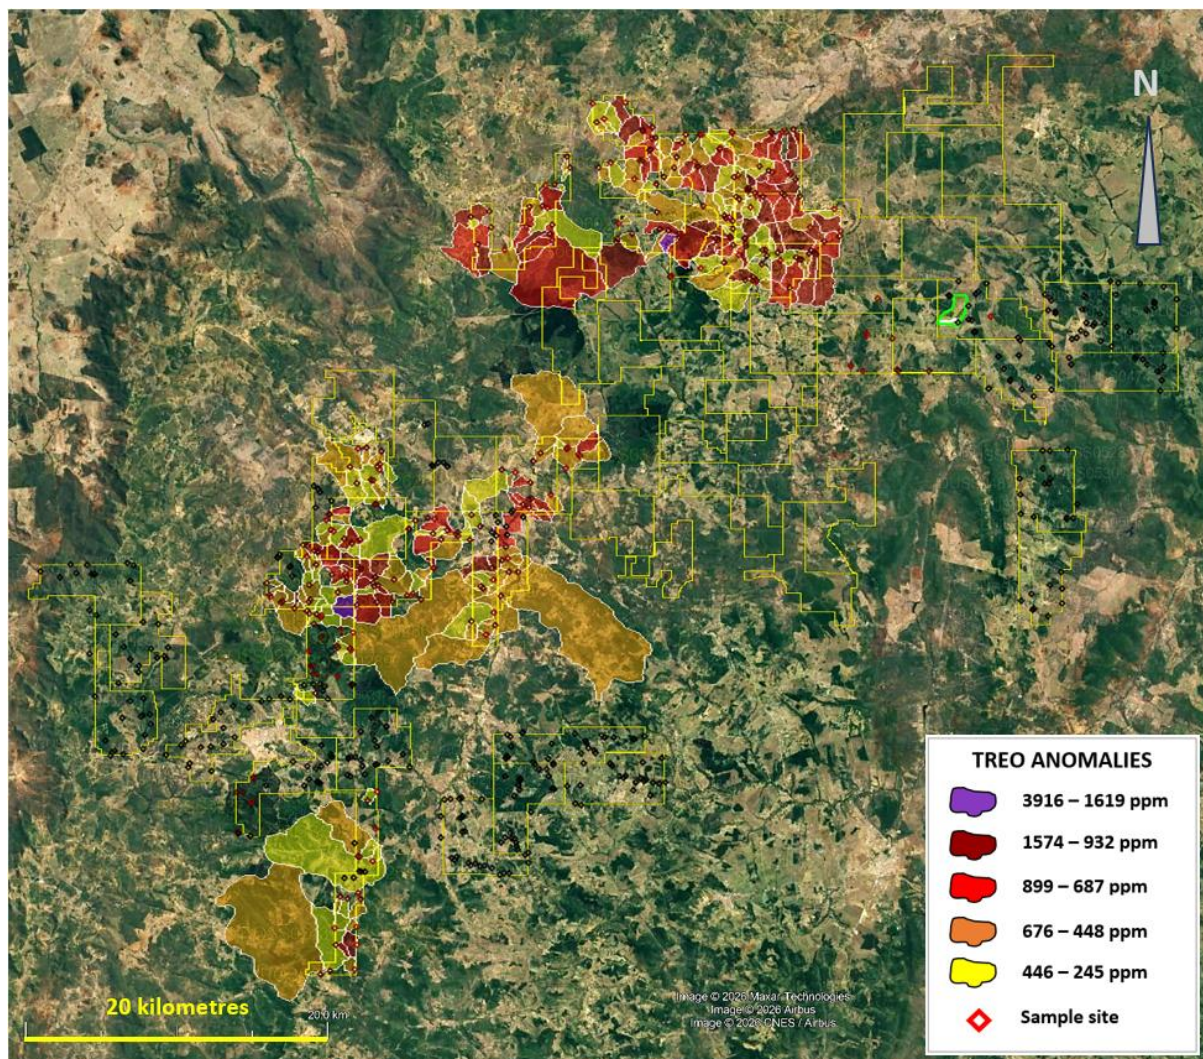 N
TREO ANOMALIES
3916 – 1619 ppm
1574 – 932 ppm
899 – 687 ppm
676 – 448 ppm
446 – 245 ppm
Sample site
20 kilometres
20.0 km
Image © 2026 Maxar Technologies
Image © 2026 Airbus
Image © 2026 CNES / Airbus